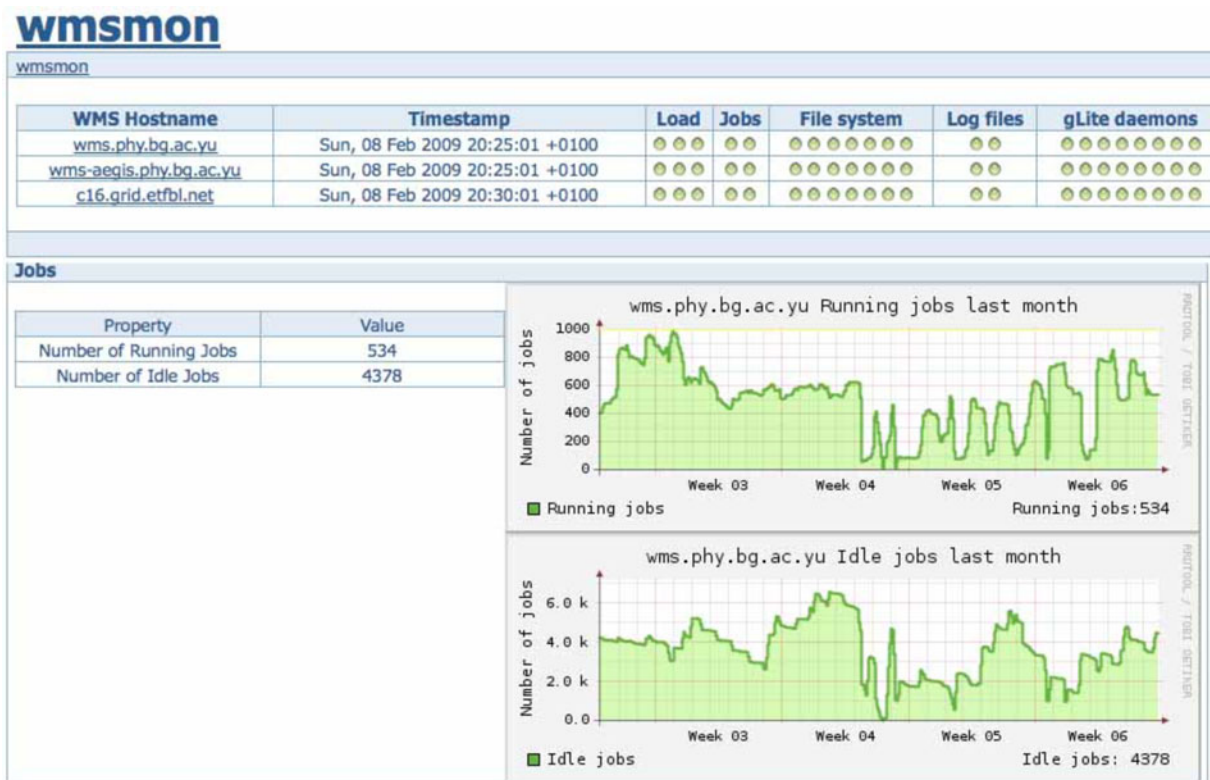 wmsmon
wmsmon
WMS Hostname Timestamp Load Jobs File system Log files gLite daemons
wms.phy.bg.ac.yu Sun, 08 Feb 2009 20:25:01 +0100
wms-aegis.phy.bg.ac.yu Sun, 08 Feb 2009 20:25:01 +0100
c16.grid.etfbl.net Sun, 08 Feb 2009 20:30:01 +0100
Jobs
Property Value
Number of Running Jobs 534
Number of Idle Jobs 4378
wms.phy.bg.ac.yu Running jobs last month
Number of jobs
1000
800
600
400
200
0
Week 03 Week 04 Week 05 Week 06
Running jobs Running jobs:534
RRDTOOL / TOBI OETIKER
wms.phy.bg.ac.yu Idle jobs last month
Number of jobs
6.0 k
4.0 k
2.0 k
0.0
Week 03 Week 04 Week 05 Week 06
Idle jobs Idle jobs: 4378
RRDTOOL / TOBI OETIKER